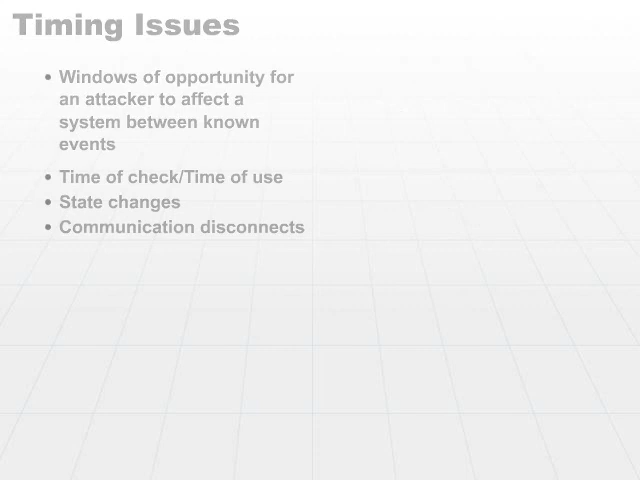 Timing Issues
• Windows of opportunity for
an attacker to affect a
system between known
events
• Time of check/Time of use
• State changes
• Communication disconnects